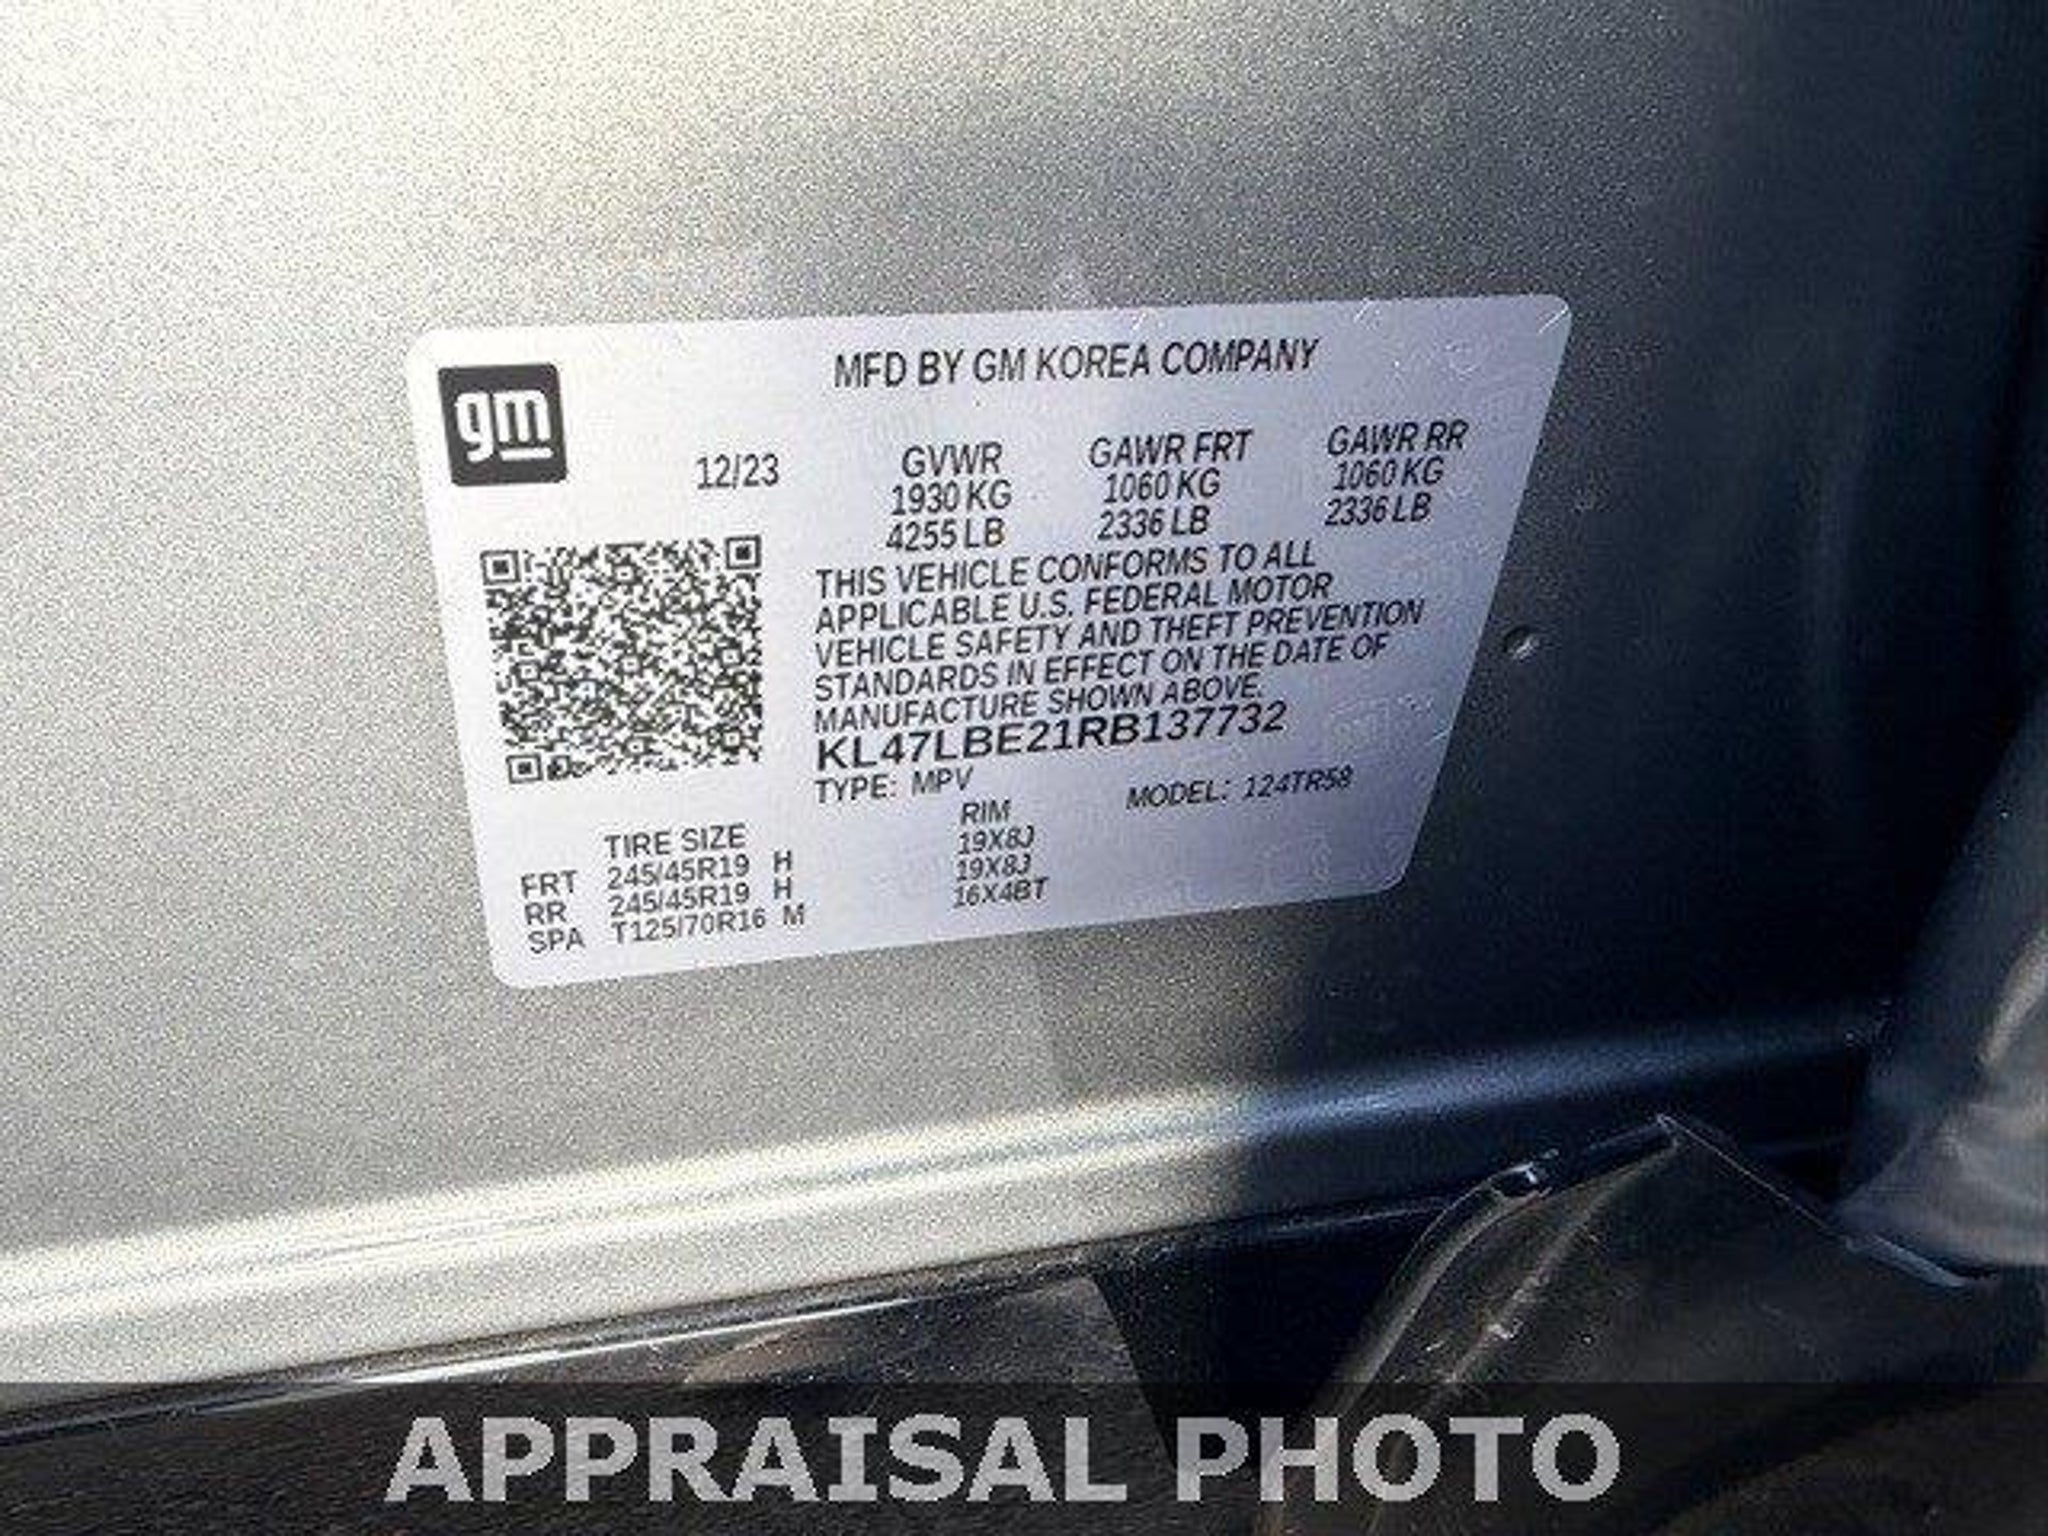 gm
MFD BY GM KOREA COMPANY
12/23 GVWR GAWR FRT GAWR RR
1930 KG 1060 KG 1060 KG
4255 LB 2336 LB 2336 LB
THIS VEHICLE CONFORMS TO ALL
APPLICABLE U.S. FEDERAL MOTOR
VEHICLE SAFETY AND THEFT PREVENTION
STANDARDS IN EFFECT ON THE DATE OF
MANUFACTURE SHOWN ABOVE.
KL47LBE21RB137732
TYPE: MPV MODEL: 124TR58
TIRE SIZE RIM
FRT 245/45R19 H 19X8J
RR 245/45R19 H 19X8J
SPA T125/70R16 M 16X4BT
APPRAISAL PHOTO